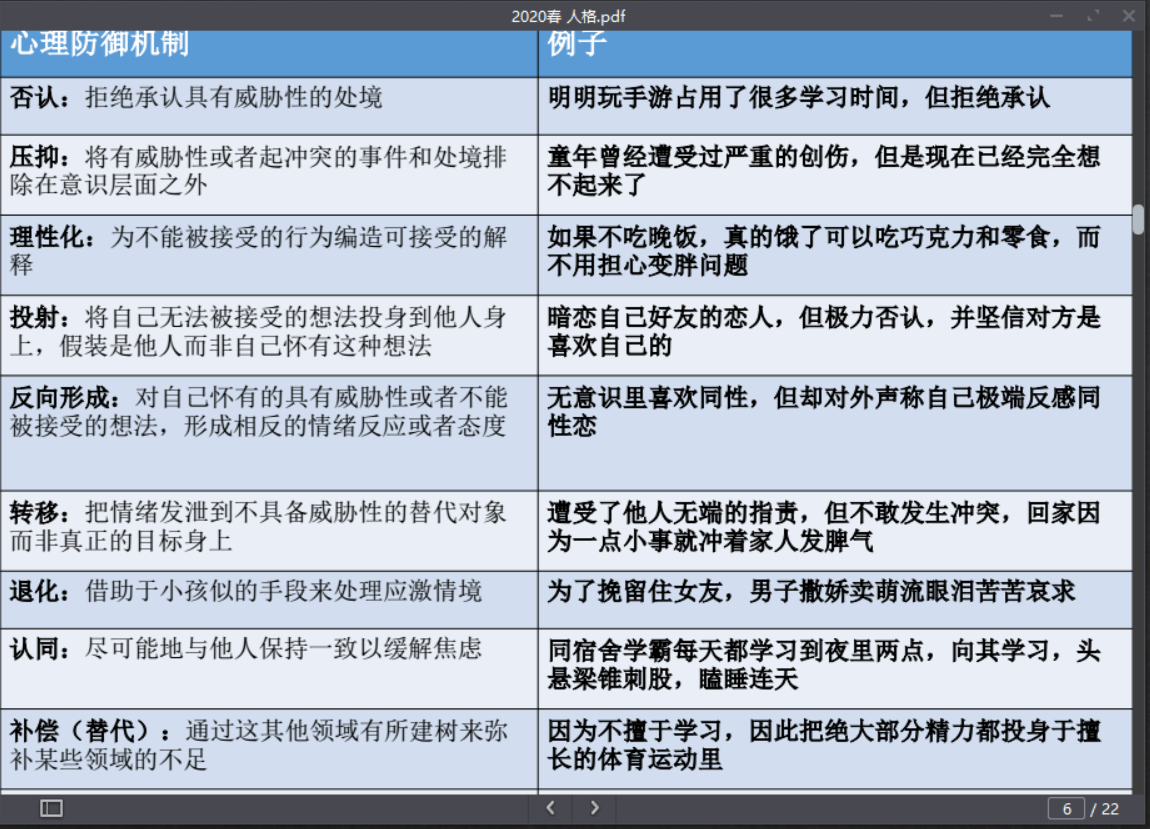 2020春 人格.pdf
心理防御机制
例子
否认：拒绝承认具有威胁性的处境
明明玩手游占用了很多学习时间，但拒绝承认
压抑：将有威胁性或者起冲突的事件和处境排
除在意识层面之外
童年曾经遭受过严重的创伤，但是现在已经完全想
不起来了
理性化：为不能被接受的行为编造可接受的解
释
如果不吃晚饭，真的饿了可以吃巧克力和零食，而
不用担心变胖问题
投射：将自己无法被接受的想法投身到他人身
上，假装是他人而非自己怀有这种想法
暗恋自己好友的恋人，但极力否认，并坚信对方是
喜欢自己的
反向形成：对自己怀有的具有威胁性或者不能
被接受的想法，形成相反的情绪反应或者态度
无意识里喜欢同性，但却对外声称自己极端反感同
性恋
转移：把情绪发泄到不具备威胁性的替代对象
而非真正的目标身上
遭受了他人无端的指责，但不敢发生冲突，回家因
为一点小事就冲着家人发脾气
退化：借助于小孩似的手段来处理应激情境
为了挽留住女友，男子撒娇卖萌流眼泪苦苦哀求
认同：尽可能地与他人保持一致以缓解焦虑
同宿舍学霸每天都学习到夜里两点，向其学习，头
悬梁锥刺股，瞌睡连天
补偿（替代）：通过这其他领域有所建树来弥
补某些领域的不足
因为不擅于学习，因此把绝大部分精力都投身于擅
长的体育运动里
6 / 22